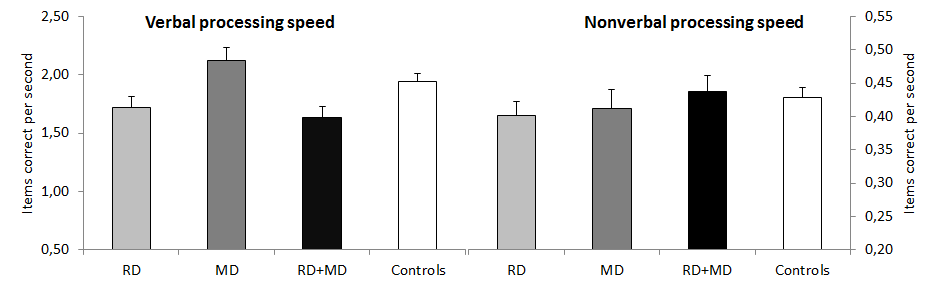 Verbal processing speed
Items correct per second
2,50
2,00
1,50
1,00
0,50
RD
MD
RD+MD
Controls
Nonverbal processing speed
RD
MD
RD+MD
Controls
0,55
0,50
0,45
0,40
0,35
0,30
0,25
0,20
Items correct per second